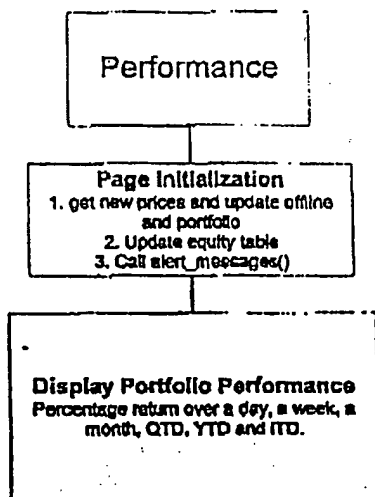 Performance
Page Initialization
1. get new prices and update offline
and portfolio
2. Update equity table
3. Call alert_messages()
Display Portfolio Performance
Percentage return over a day, a week, a
month, QTD, YTD and ITD.